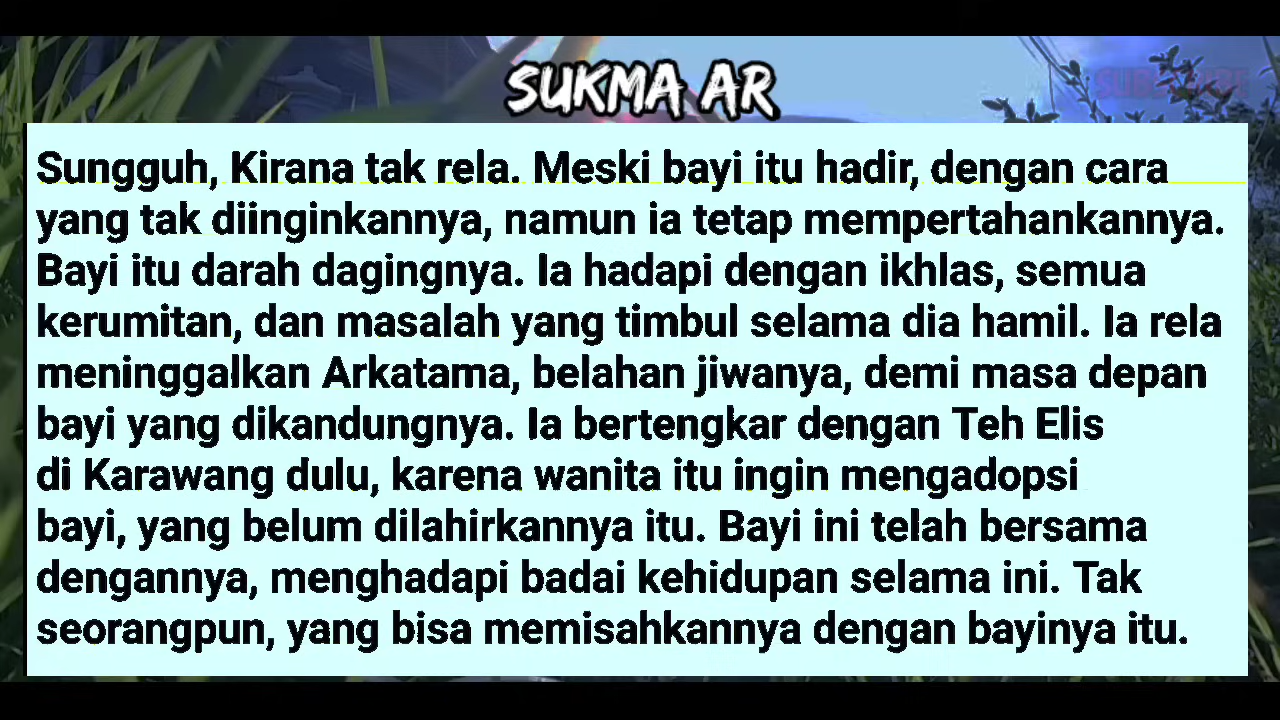 SUKMA AR
SUBSCRIBE
Sungguh, Kirana tak rela. Meski bayi itu hadir, dengan cara
yang tak diinginkannya, namun ia tetap mempertahankannya.
Bayi itu darah dagingnya. Ia hadapi dengan ikhlas, semua
kerumitan, dan masalah yang timbul selama dia hamil. Ia rela
meninggalkan Arkatama, belahan jiwanya, demi masa depan
bayi yang dikandungnya. Ia bertengkar dengan Teh Elis
di Karawang dulu, karena wanita itu ingin mengadopsi
bayi, yang belum dilahirkannya itu. Bayi ini telah bersama
dengannya, menghadapi badai kehidupan selama ini. Tak
seorangpun, yang bisa memisahkannya dengan bayinya itu.